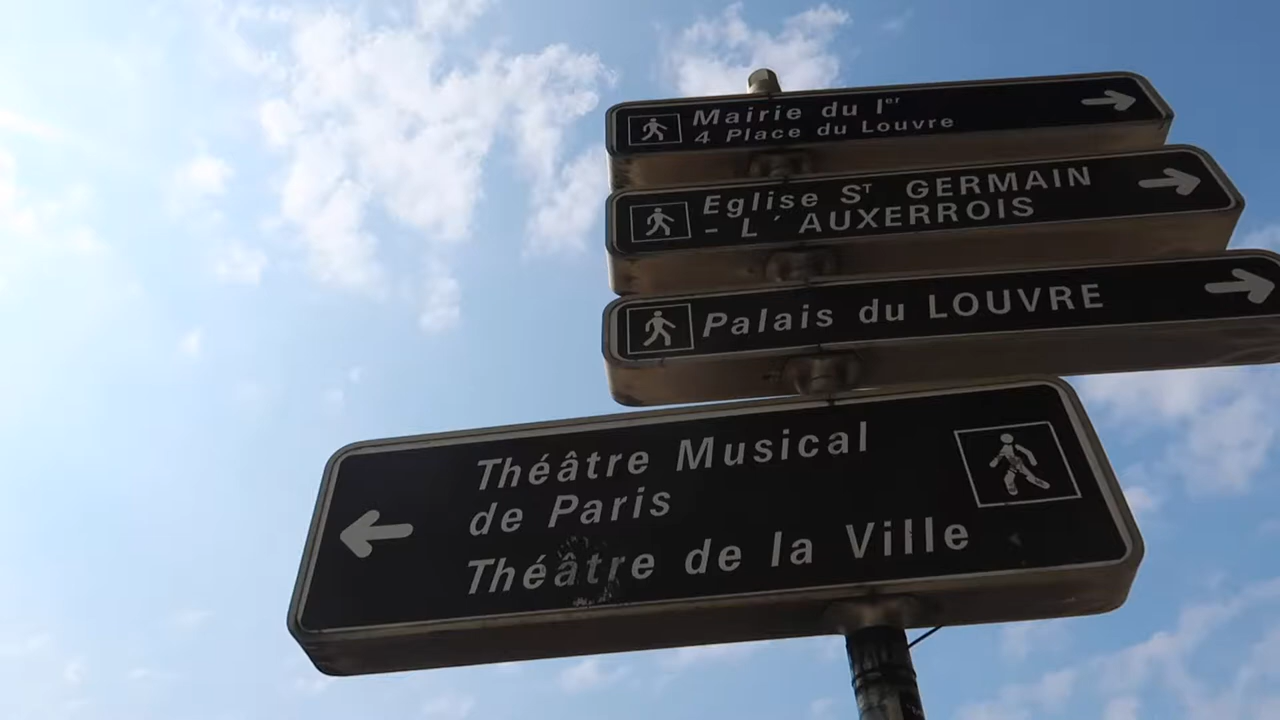 Mairie du Ier
4 Place du Louvre
Eglise ST GERMAIN
- L' AUXERROIS
Palais du LOUVRE
Théâtre Musical
de Paris
Théâtre de la Ville